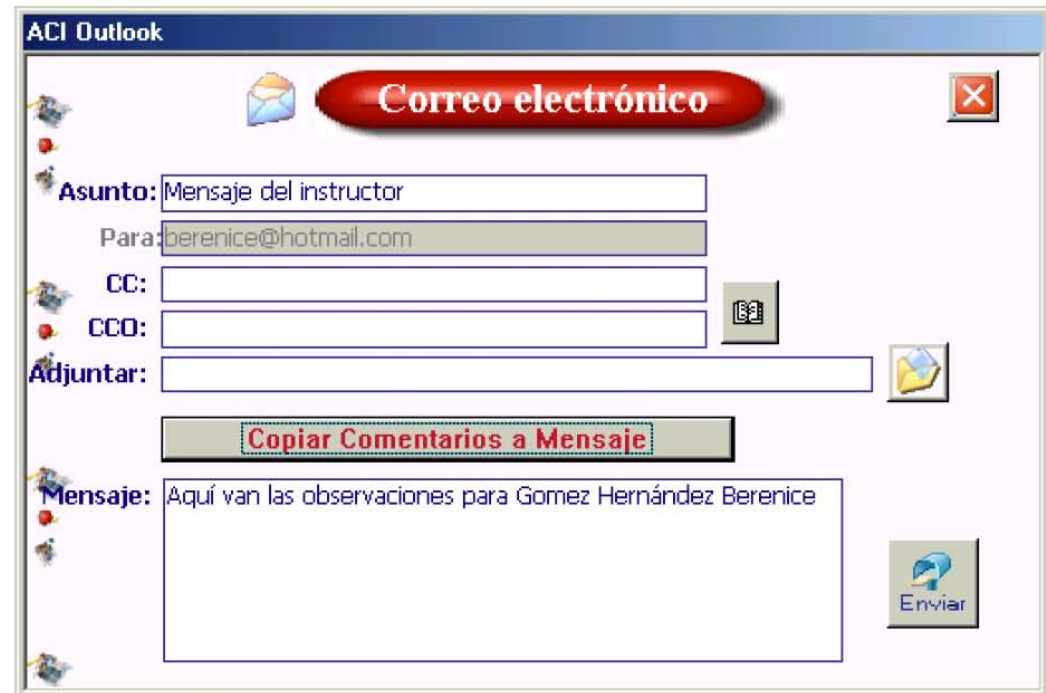 ACI Outlook
Correo electrónico
Asunto: Mensaje del instructor
Para: berenice@hotmail.com
CC:
CCO:
Adjuntar:
Copiar Comentarios a Mensaje
Mensaje: Aquí van las observaciones para Gomez Hernández Berenice
Enviar